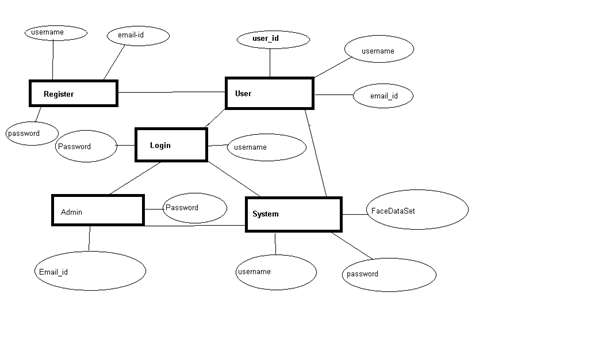 username
email-id
user_id
username
Register
User
email_id
password
Password
Login
username
Admin
Password
System
FaceDataSet
Email_id
username
password